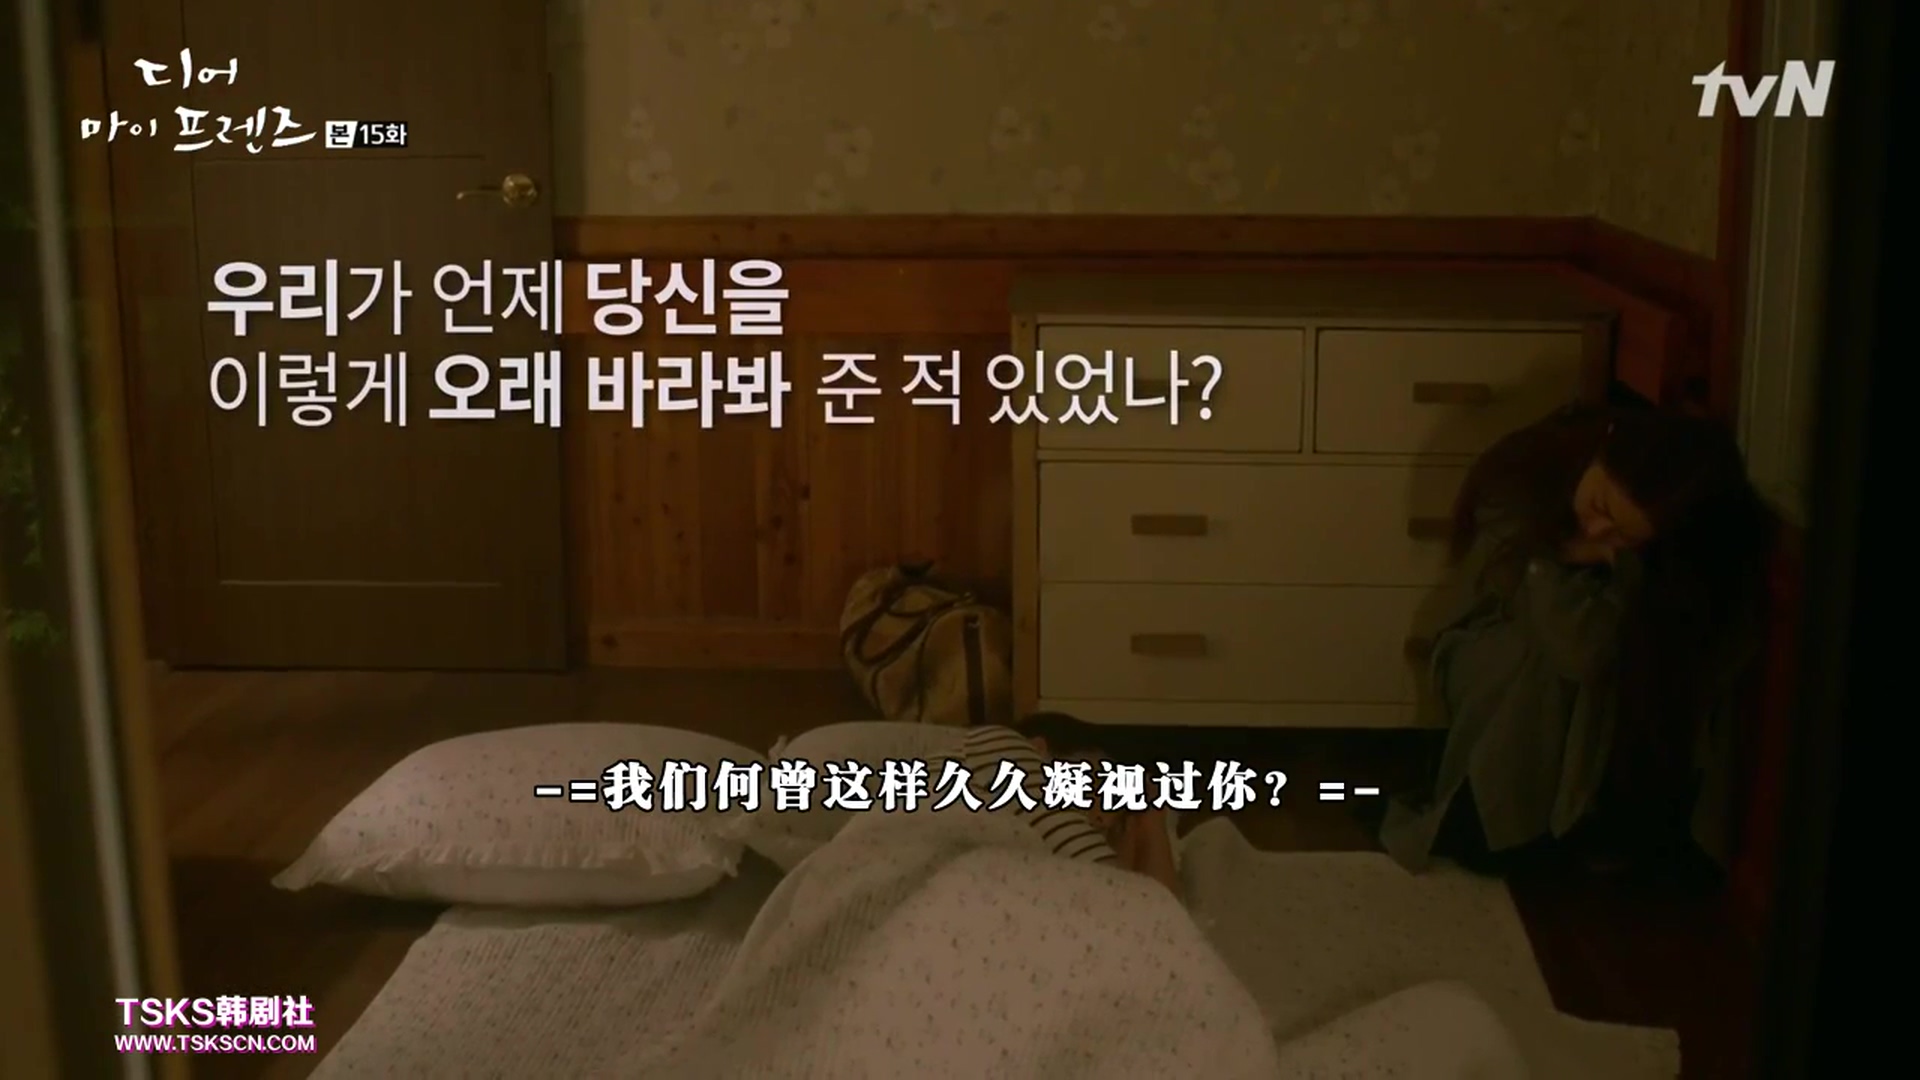 디어
마이 프렌즈 본 15화
tvN
우리가 언제 당신을
이렇게 오래 바라봐 준 적 있었나?
-=我们何曾这样久久凝视过你？=-
TSKS韩剧社
WWW.TSKSCN.COM